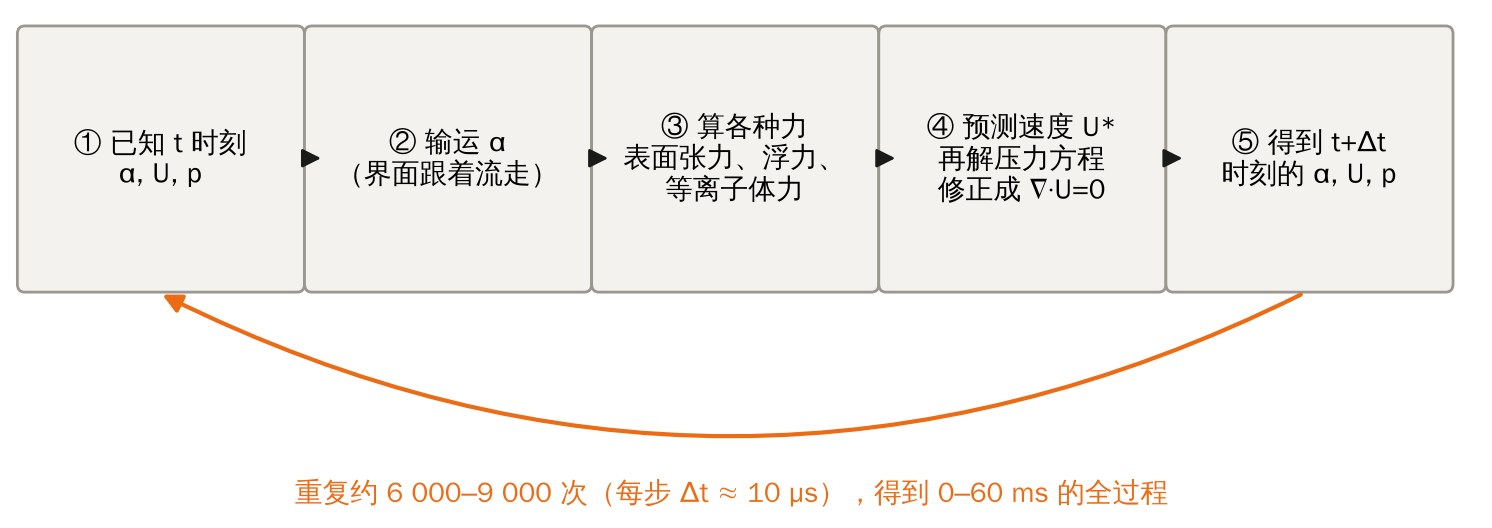 ① 已知 t 时刻
α, U, p
② 输运 α
（界面跟着流走）
③ 算各种力
表面张力、浮力、
等离子体力
④ 预测速度 U*
再解压力方程
修正成 ∇·U=0
⑤ 得到 t+Δt
时刻的 α, U, p
重复约 6 000–9 000 次（每步 Δt ≈ 10 μs），得到 0–60 ms 的全过程